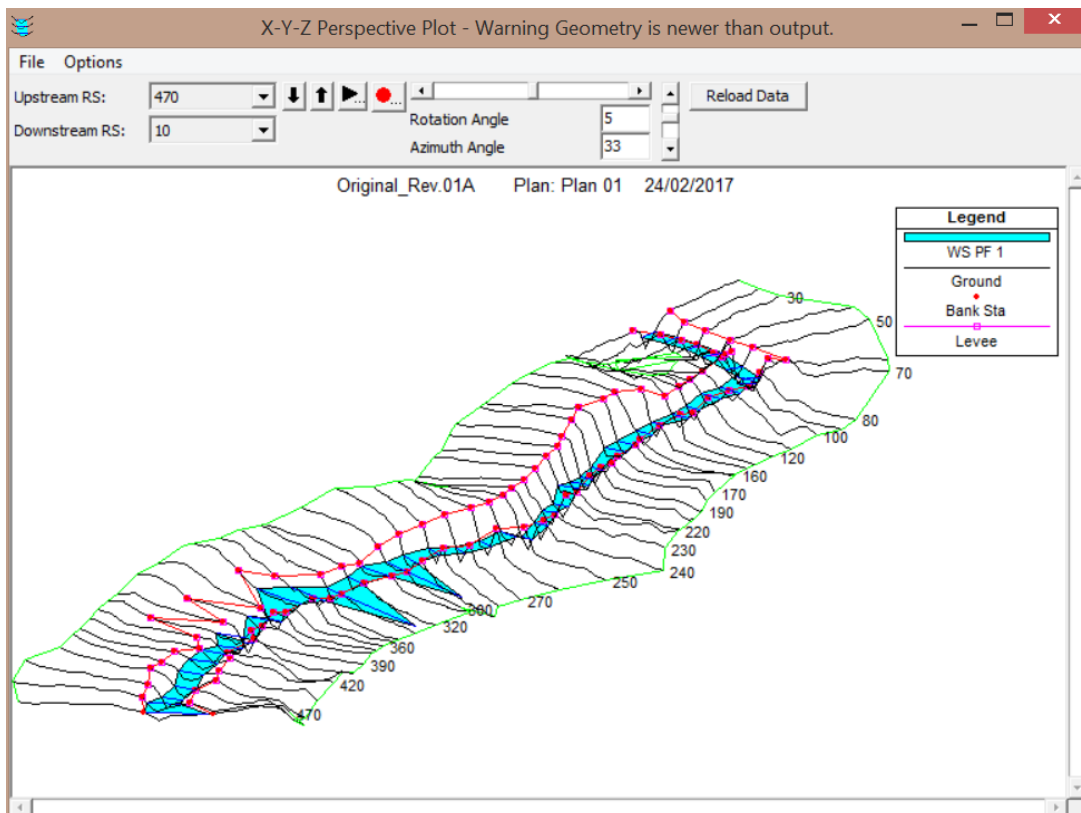 X-Y-Z Perspective Plot - Warning Geometry is newer than output.
File Options
Upstream RS: 470
Downstream RS: 10
Rotation Angle 5
Azimuth Angle 33
Reload Data
Original_Rev.01A Plan: Plan 01 24/02/2017
Legend
WS PF 1
Ground
Bank Sta
Levee
30
50
70
80
100
120
160
170
190
220
230
240
250
270
300
320
360
390
420
470